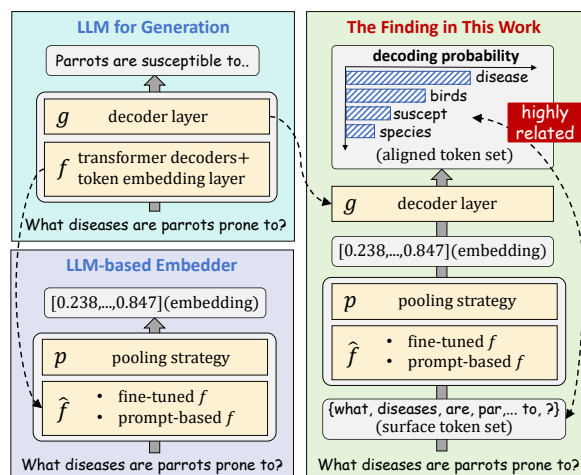 LLM for Generation
Parrots are susceptible to..
g decoder layer
f transformer decoders+
token embedding layer
What diseases are parrots prone to?
LLM-based Embedder
[0.238,...,0.847](embedding)
p pooling strategy
f̂ • fine-tuned f
• prompt-based f
What diseases are parrots prone to?
The Finding in This Work
decoding probability
disease
birds
suscept
species
(aligned token set)
highly
related
g decoder layer
[0.238,...,0.847](embedding)
p pooling strategy
f̂ • fine-tuned f
• prompt-based f
{what, diseases, are, par,... to, ?}
(surface token set)
What diseases are parrots prone to?